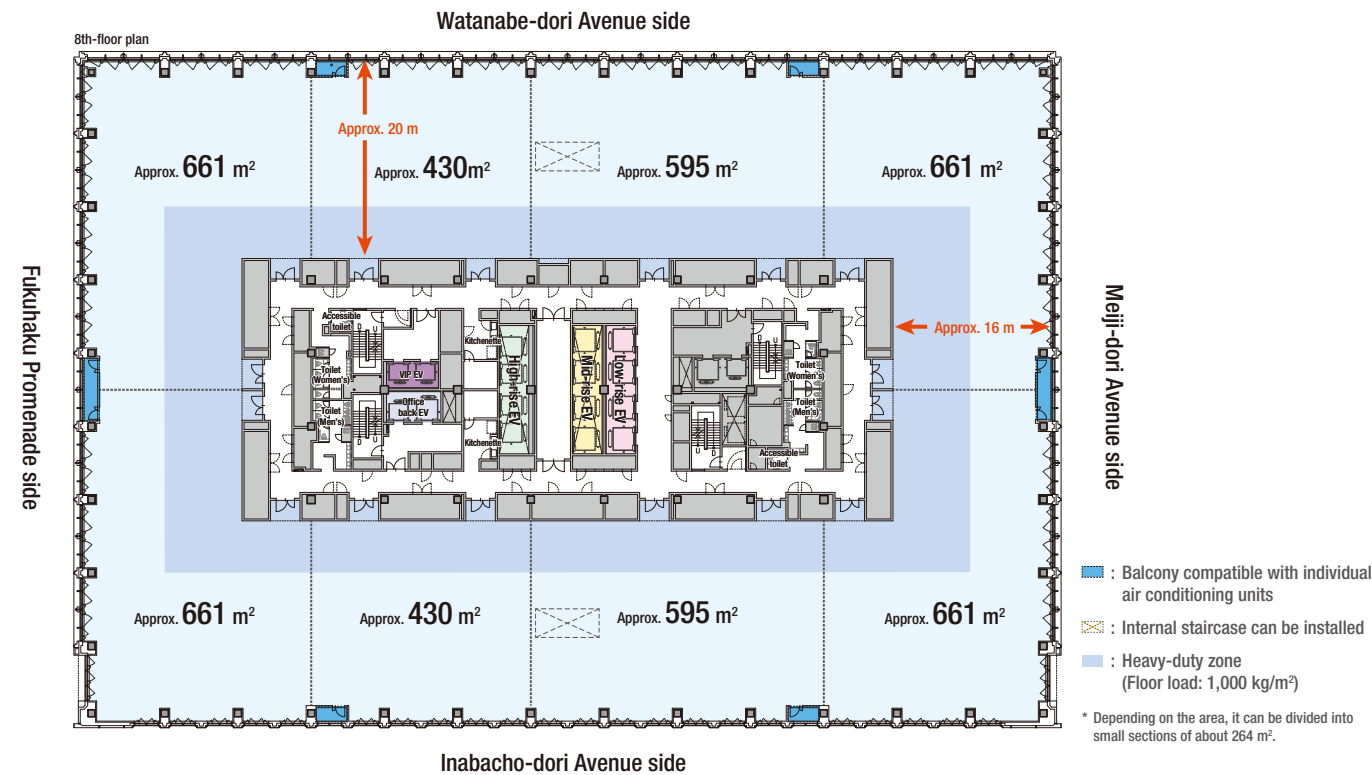 Watanabe-dori Avenue side
8th-floor plan
Approx. 20 m
Approx. 661 m²
Approx. 430m²
Approx. 595 m²
Approx. 661 m²
Fukuhaku Promenade side
Meiji-dori Avenue side
Approx. 16 m
Accessible
toilet
D
U
Kitchenette
Toilet
(Women's)
VIP EV
Office
back EV
Toilet
(Men's)
D
U
Kitchenette
High-rise EV
Mid-rise EV
Low-rise EV
D
U
Toilet
(Women's)
Toilet
(Men's)
D
U
Accessible
toilet
Approx. 661 m²
Approx. 430 m²
Approx. 595 m²
Approx. 661 m²
Inabacho-dori Avenue side
: Balcony compatible with individual
air conditioning units
: Internal staircase can be installed
: Heavy-duty zone
(Floor load: 1,000 kg/m²)
* Depending on the area, it can be divided into
small sections of about 264 m².